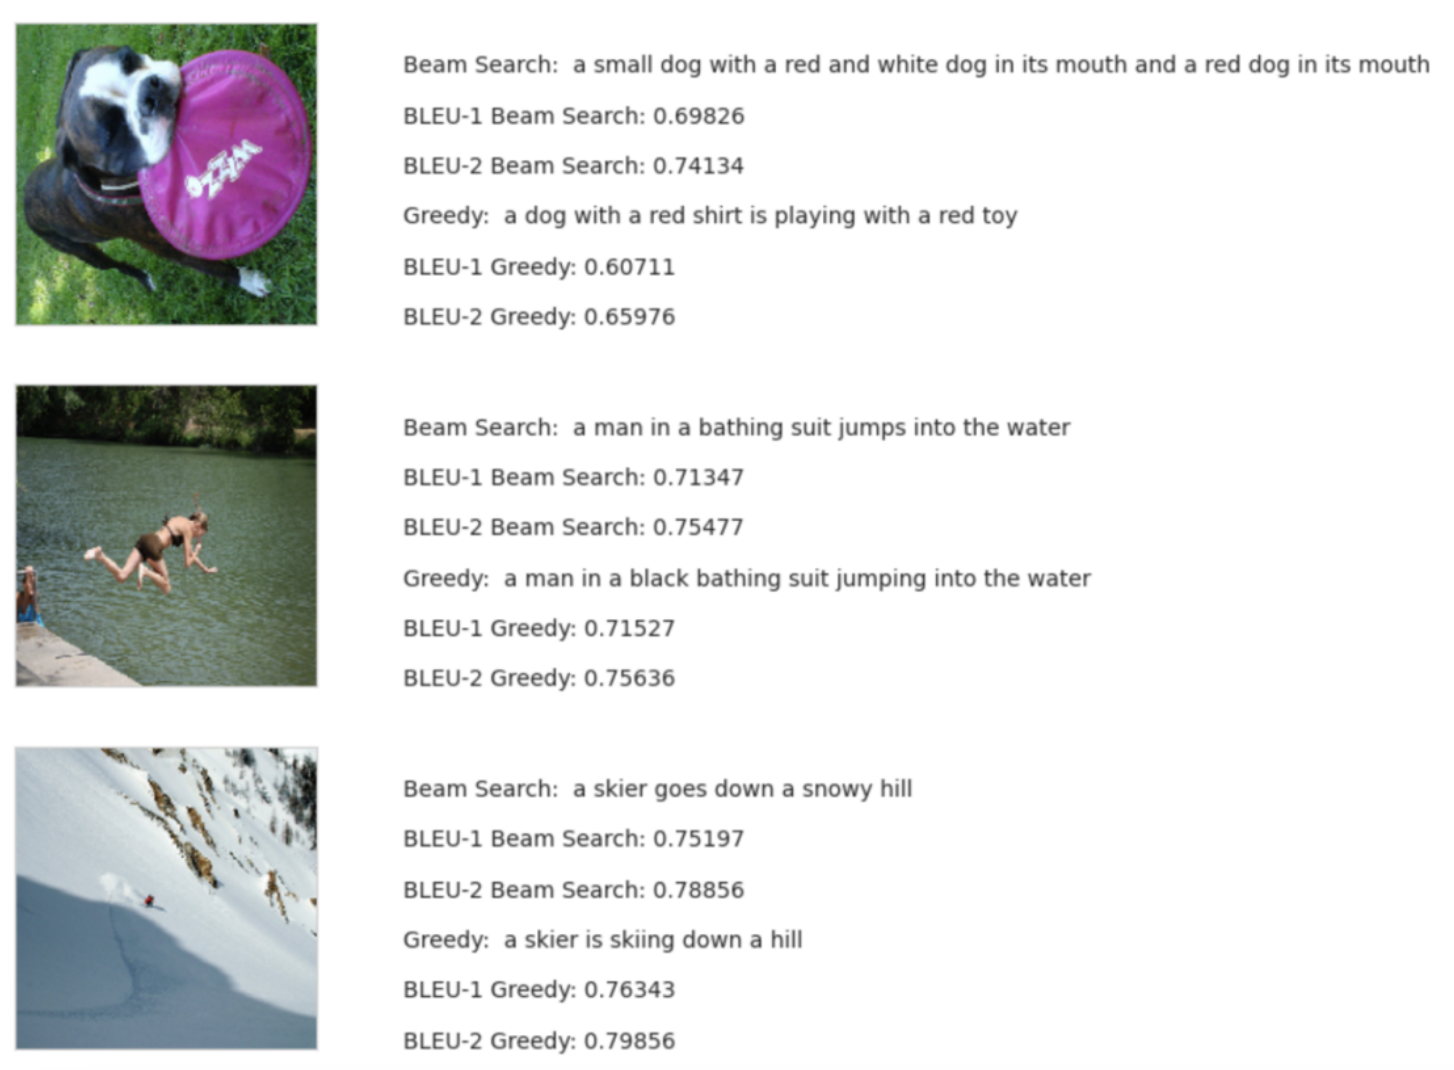 Beam Search: a small dog with a red and white dog in its mouth and a red dog in its mouth
BLEU-1 Beam Search: 0.69826
BLEU-2 Beam Search: 0.74134
Greedy: a dog with a red shirt is playing with a red toy
BLEU-1 Greedy: 0.60711
BLEU-2 Greedy: 0.65976
Beam Search: a man in a bathing suit jumps into the water
BLEU-1 Beam Search: 0.71347
BLEU-2 Beam Search: 0.75477
Greedy: a man in a black bathing suit jumping into the water
BLEU-1 Greedy: 0.71527
BLEU-2 Greedy: 0.75636
Beam Search: a skier goes down a snowy hill
BLEU-1 Beam Search: 0.75197
BLEU-2 Beam Search: 0.78856
Greedy: a skier is skiing down a hill
BLEU-1 Greedy: 0.76343
BLEU-2 Greedy: 0.79856